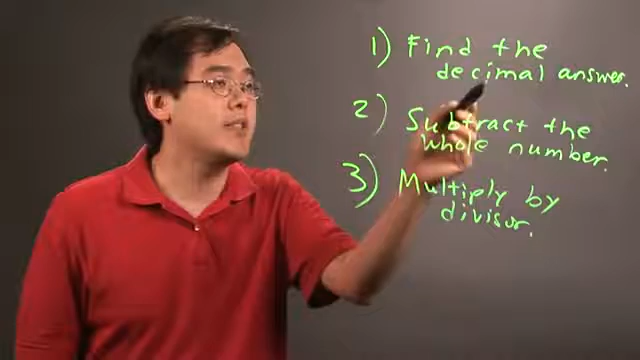 1) Find the
decimal answer.
2) Subtract the
whole number.
3) Multiply by
divisor.